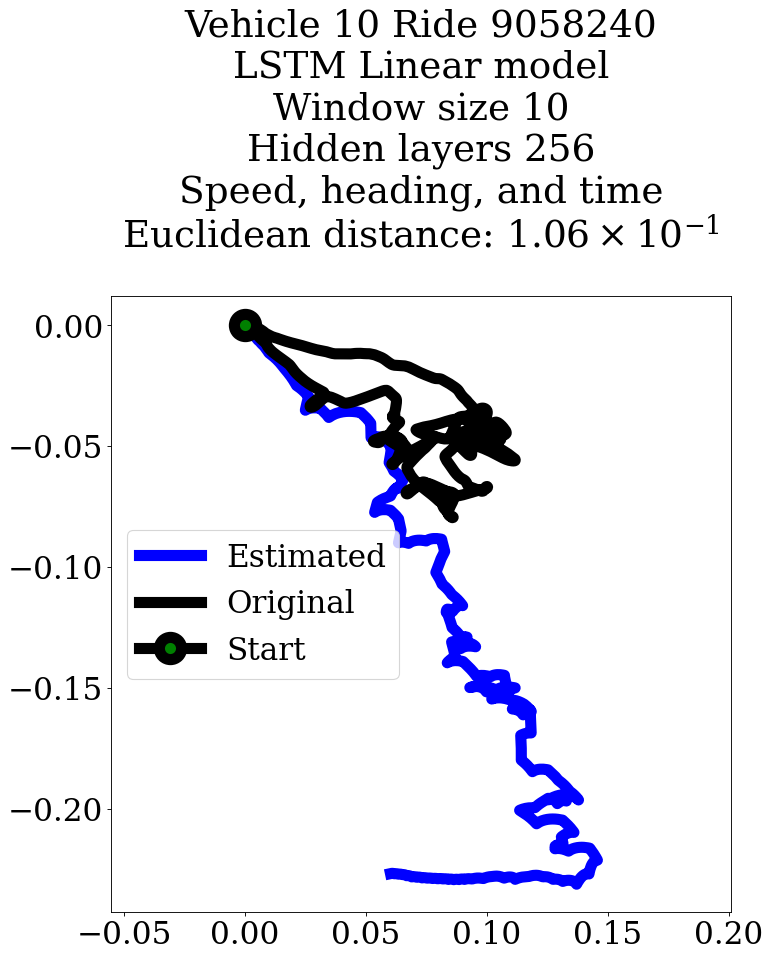 Vehicle 10 Ride 9058240
LSTM Linear model
Window size 10
Hidden layers 256
Speed, heading, and time
Euclidean distance: 1.06 × 10⁻¹
0.00
−0.05
−0.10
−0.15
−0.20
Estimated
Original
Start
−0.05 0.00 0.05 0.10 0.15 0.20